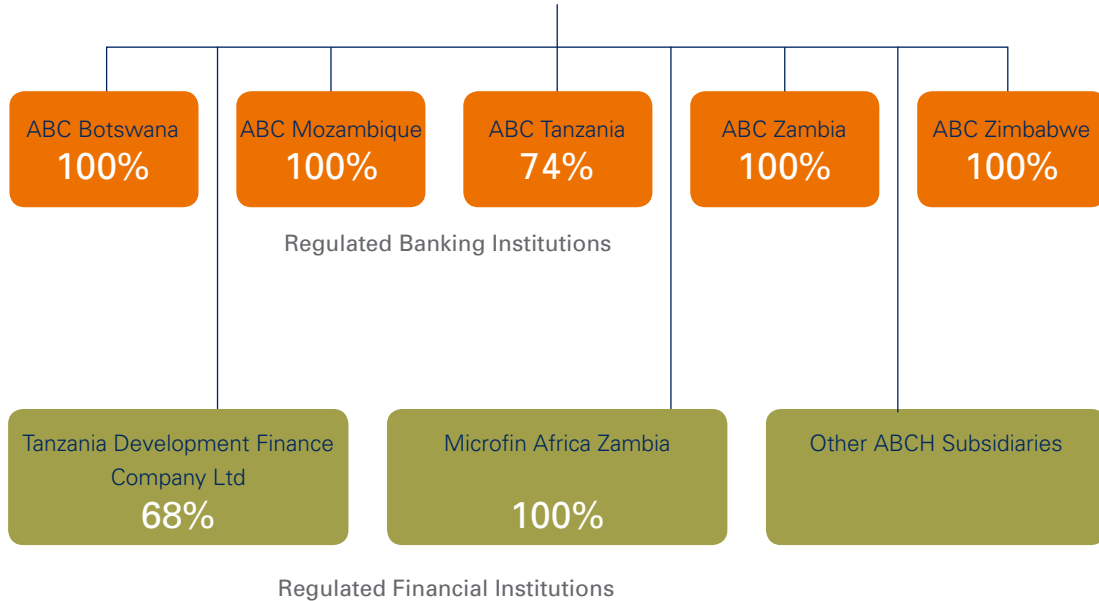 ABC Botswana
100%
ABC Mozambique
100%
ABC Tanzania
74%
ABC Zambia
100%
ABC Zimbabwe
100%
Regulated Banking Institutions
Tanzania Development Finance
Company Ltd
68%
Microfin Africa Zambia
100%
Other ABCH Subsidiaries
Regulated Financial Institutions